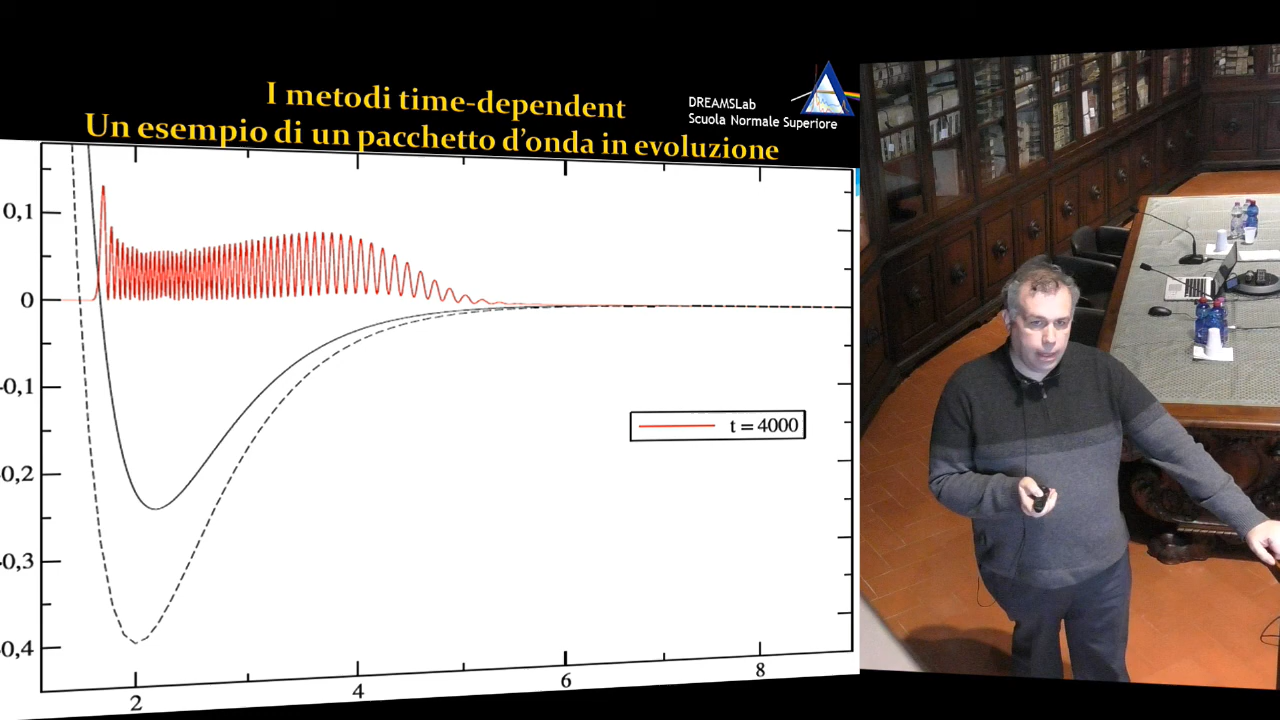 I metodi time-dependent
Un esempio di un pacchetto d'onda in evoluzione
DREAMSLab
Scuola Normale Superiore
0,1
0
-0,1
-0,2
-0,3
-0,4
t = 4000
2
4
6
8